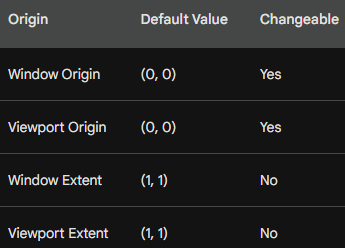 Origin Default Value Changeable
Window Origin (0, 0) Yes
Viewport Origin (0, 0) Yes
Window Extent (1, 1) No
Viewport Extent (1, 1) No